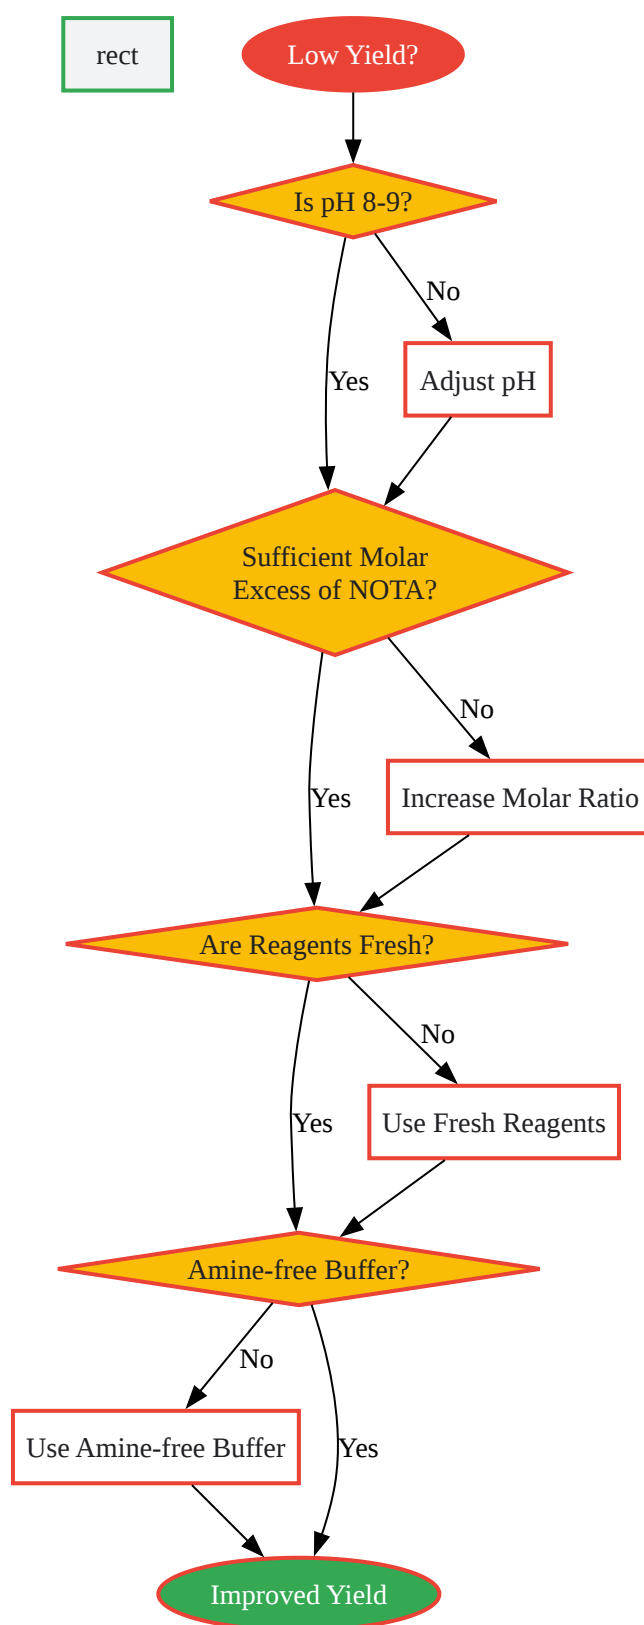 rect
Low Yield?
Is pH 8-9?
No
Yes
Adjust pH
Sufficient Molar
Excess of NOTA?
No
Yes
Increase Molar Ratio
Are Reagents Fresh?
No
Yes
Use Fresh Reagents
Amine-free Buffer?
No
Use Amine-free Buffer
Yes
Improved Yield